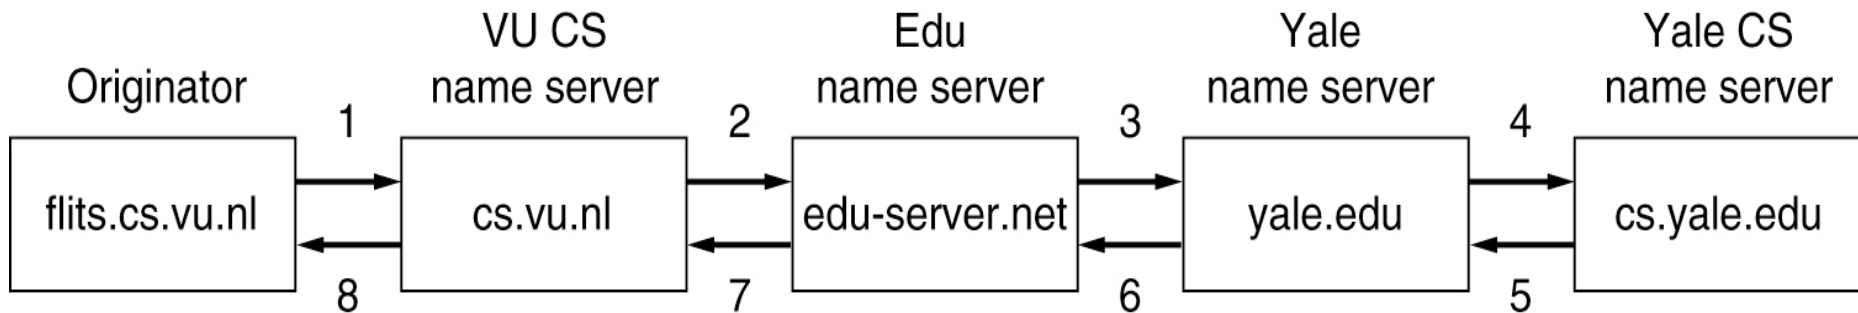 Originator
VU CS
name server
Edu
name server
Yale
name server
Yale CS
name server
1
2
3
4
flits.cs.vu.nl
cs.vu.nl
edu-server.net
yale.edu
cs.yale.edu
8
7
6
5